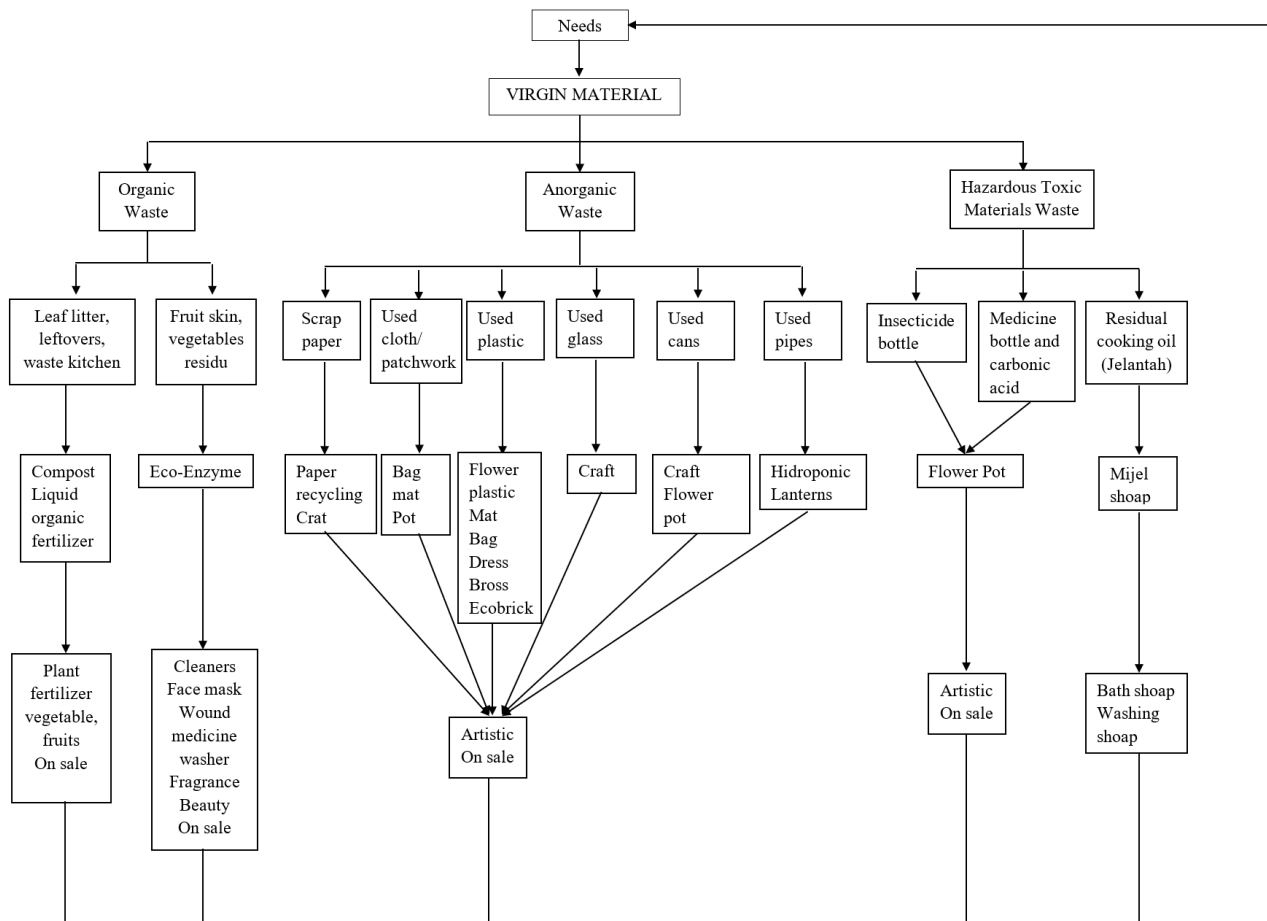 Needs
VIRGIN MATERIAL
Organic
Waste
Anorganic
Waste
Hazardous Toxic
Materials Waste
Leaf litter,
leftovers,
waste kitchen
Fruit skin,
vegetables
residu
Scrap
paper
Used
cloth/
patchwork
Used
plastic
Used
glass
Used
cans
Used
pipes
Insecticide
bottle
Medicine
bottle and
carbonic
acid
Residual
cooking oil
(Jelantah)
Compost
Liquid
organic
fertilizer
Eco-Enzyme
Paper
recycling
Crat
Bag
mat
Pot
Flower
plastic
Mat
Bag
Dress
Bross
Ecobrick
Craft
Craft
Flower
pot
Hidroponic
Lanterns
Flower Pot
Mijel
shoap
Plant
fertilizer
vegetable,
fruits
On sale
Cleaners
Face mask
Wound
medicine
washer
Fragrance
Beauty
On sale
Artistic
On sale
Artistic
On sale
Bath shoap
Washing
shoap